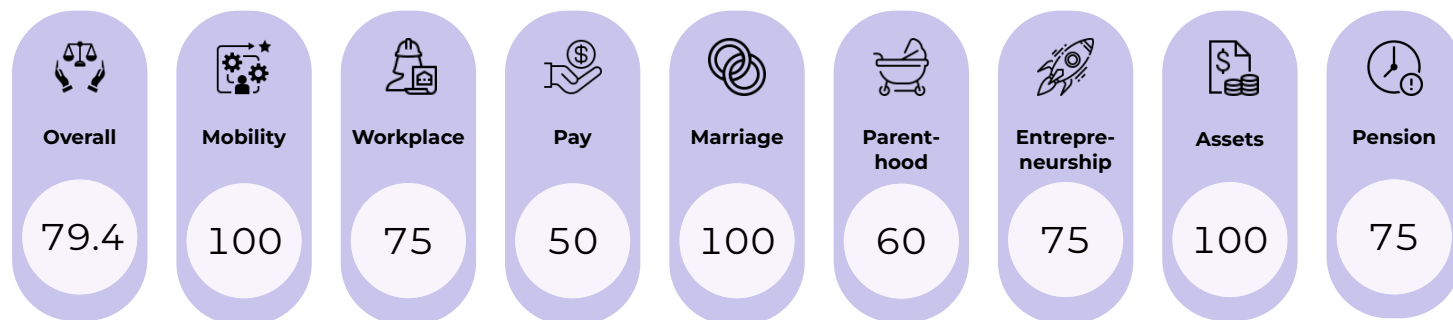 Overall
79.4
Mobility
100
Workplace
75
$
Pay
50
Marriage
100
Parent-
hood
60
Entrepre-
neurship
75
$
Assets
100
Pension
75